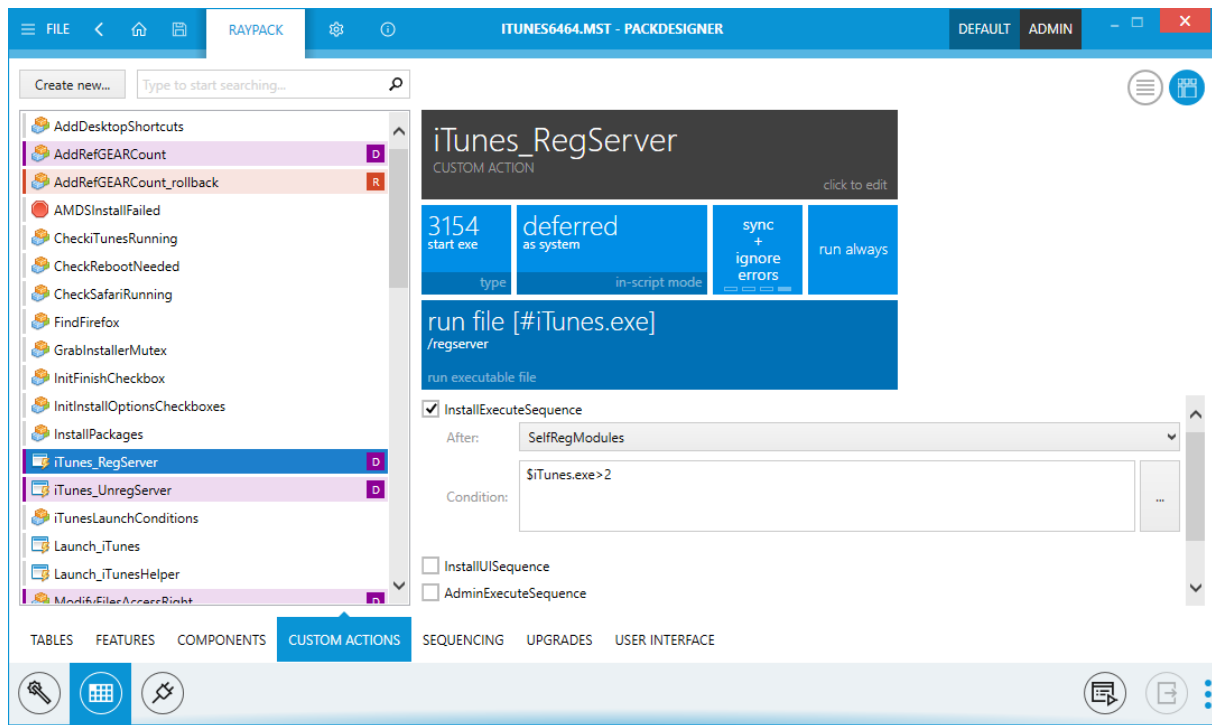 FILE
RAYPACK
ITUNES6464.MST - PACKDESIGNER
DEFAULT
ADMIN
Create new...
Type to start searching...
AddDesktopShortcuts
AddRefGEARCount
D
AddRefGEARCount_rollback
R
AMDSInstallFailed
CheckiTunesRunning
CheckRebootNeeded
CheckSafariRunning
FindFirefox
GrabInstallerMutex
InitFinishCheckbox
InitInstallOptionsCheckboxes
InstallPackages
iTunes_RegServer
D
iTunes_UnregServer
D
iTunesLaunchConditions
Launch_iTunes
Launch_iTunesHelper
ModifyFilesAccessRight
D
iTunes_RegServer
CUSTOM ACTION
click to edit
3154
start exe
type
deferred
as system
in-script mode
sync
+
ignore
errors
run always
run file [#iTunes.exe]
/regserver
run executable file
InstallExecuteSequence
After:
SelfRegModules
Condition:
$iTunes.exe>2
...
InstallUISequence
AdminExecuteSequence
TABLES
FEATURES
COMPONENTS
CUSTOM ACTIONS
SEQUENCING
UPGRADES
USER INTERFACE